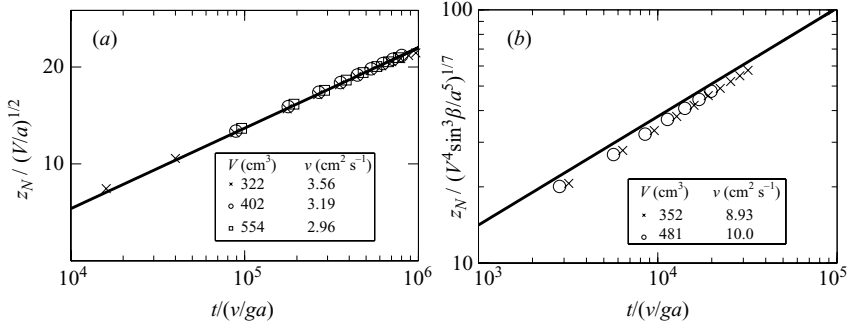 (a)
20
10
z_N / (V/a)^{1/2}
V (cm³) ν (cm² s⁻¹)
× 322 3.56
○ 402 3.19
□ 554 2.96
10⁴ 10⁵ 10⁶
t/(ν/ga)
(b)
100
10
z_N / (V⁴sin³β/a⁵)^{1/7}
V (cm³) ν (cm² s⁻¹)
× 352 8.93
○ 481 10.0
10³ 10⁴ 10⁵
t/(ν/ga)